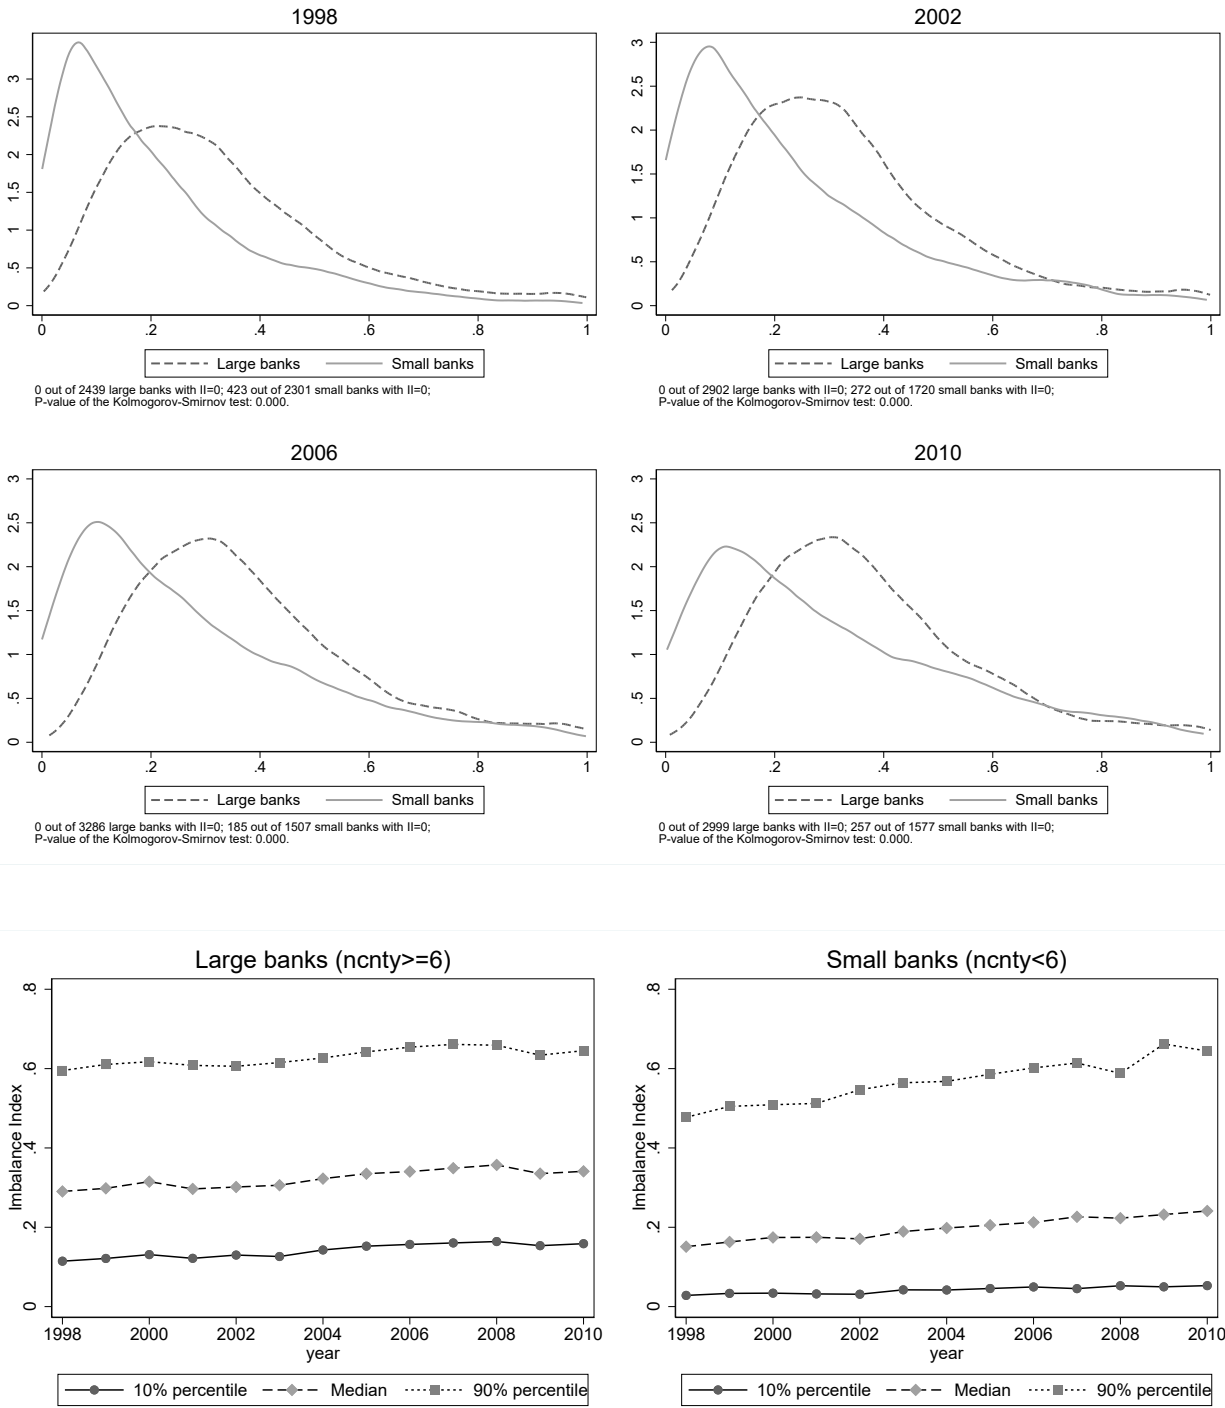 1998
3
2.5
2
1.5
1
.5
0
0 .2 .4 .6 .8 1
Large banks Small banks
0 out of 2439 large banks with II=0; 423 out of 2301 small banks with II=0;
P-value of the Kolmogorov-Smirnov test: 0.000.
2002
3
2.5
2
1.5
1
.5
0
0 .2 .4 .6 .8 1
Large banks Small banks
0 out of 2902 large banks with II=0; 272 out of 1720 small banks with II=0;
P-value of the Kolmogorov-Smirnov test: 0.000.
2006
3
2.5
2
1.5
1
.5
0
0 .2 .4 .6 .8 1
Large banks Small banks
0 out of 3286 large banks with II=0; 185 out of 1507 small banks with II=0;
P-value of the Kolmogorov-Smirnov test: 0.000.
2010
3
2.5
2
1.5
1
.5
0
0 .2 .4 .6 .8 1
Large banks Small banks
0 out of 2999 large banks with II=0; 257 out of 1577 small banks with II=0;
P-value of the Kolmogorov-Smirnov test: 0.000.
Large banks (ncnty>=6)
Imbalance Index
.8
.6
.4
.2
0
1998 2000 2002 2004 2006 2008 2010
year
10% percentile Median 90% percentile
Small banks (ncnty<6)
Imbalance Index
.8
.6
.4
.2
0
1998 2000 2002 2004 2006 2008 2010
year
10% percentile Median 90% percentile